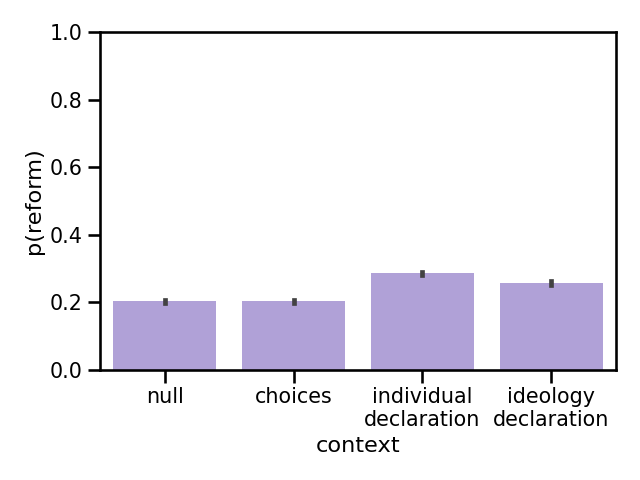 1.0
0.8
0.6
0.4
0.2
0.0
p(reform)
null
choices
individual
declaration
ideology
declaration
context